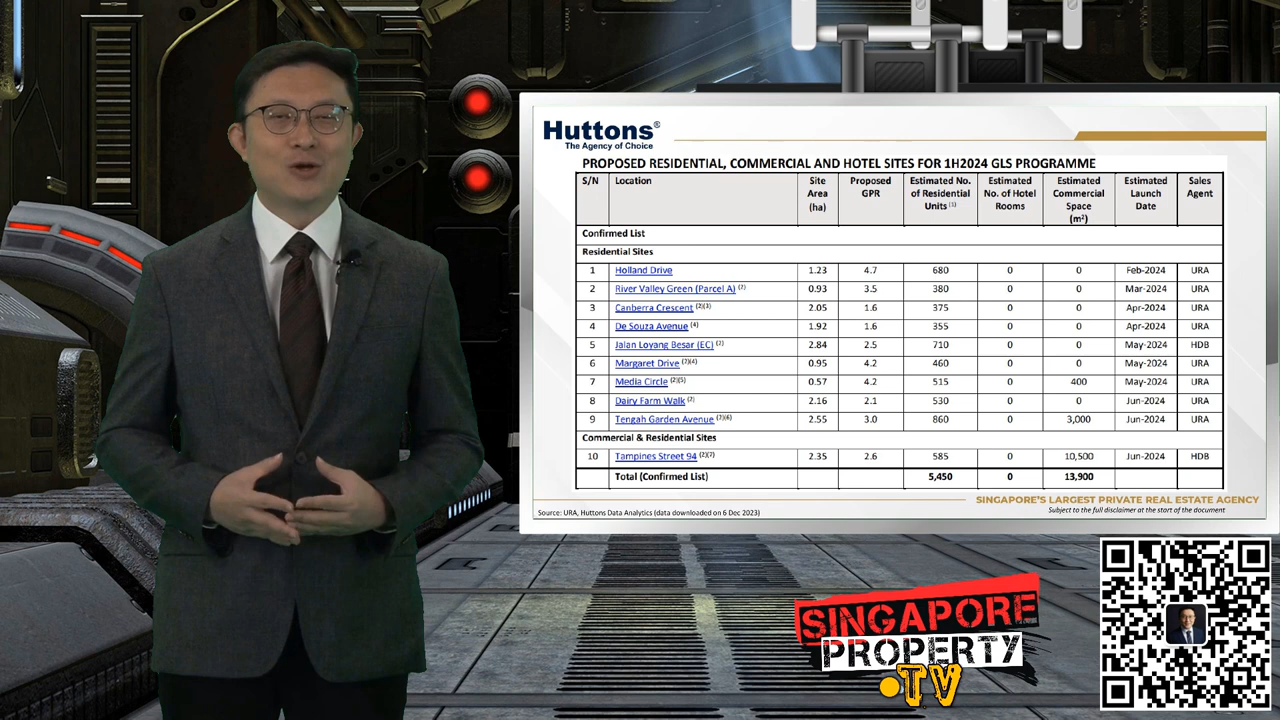 Huttons®
The Agency of Choice
PROPOSED RESIDENTIAL, COMMERCIAL AND HOTEL SITES FOR 1H2024 GLS PROGRAMME
S/N Location Site Area (ha) Proposed GPR Estimated No. of Residential Units (1) Estimated No. of Hotel Rooms Estimated Commercial Space (m²) Estimated Launch Date Sales Agent
Confirmed List
Residential Sites
1 Holland Drive 1.23 4.7 680 0 0 Feb-2024 URA
2 River Valley Green (Parcel A) (2) 0.93 3.5 380 0 0 Mar-2024 URA
3 Canberra Crescent (2)(3) 2.05 1.6 375 0 0 Apr-2024 URA
4 De Souza Avenue (4) 1.92 1.6 355 0 0 Apr-2024 URA
5 Jalan Loyang Besar (EC) (2) 2.84 2.5 710 0 0 May-2024 HDB
6 Margaret Drive (2)(4) 0.95 4.2 460 0 0 May-2024 URA
7 Media Circle (2)(5) 0.57 4.2 515 0 400 May-2024 URA
8 Dairy Farm Walk (2) 2.16 2.1 530 0 0 Jun-2024 URA
9 Tengah Garden Avenue (2)(6) 2.55 3.0 860 0 3,000 Jun-2024 URA
Commercial & Residential Sites
10 Tampines Street 94 (2)(7) 2.35 2.6 585 0 10,500 Jun-2024 HDB
Total (Confirmed List) 5,450 0 13,900
SINGAPORE'S LARGEST PRIVATE REAL ESTATE AGENCY
Source: URA, Huttons Data Analytics (data downloaded on 6 Dec 2023)
Subject to the full disclaimer at the start of the document
SINGAPORE
PROPERTY
.TV